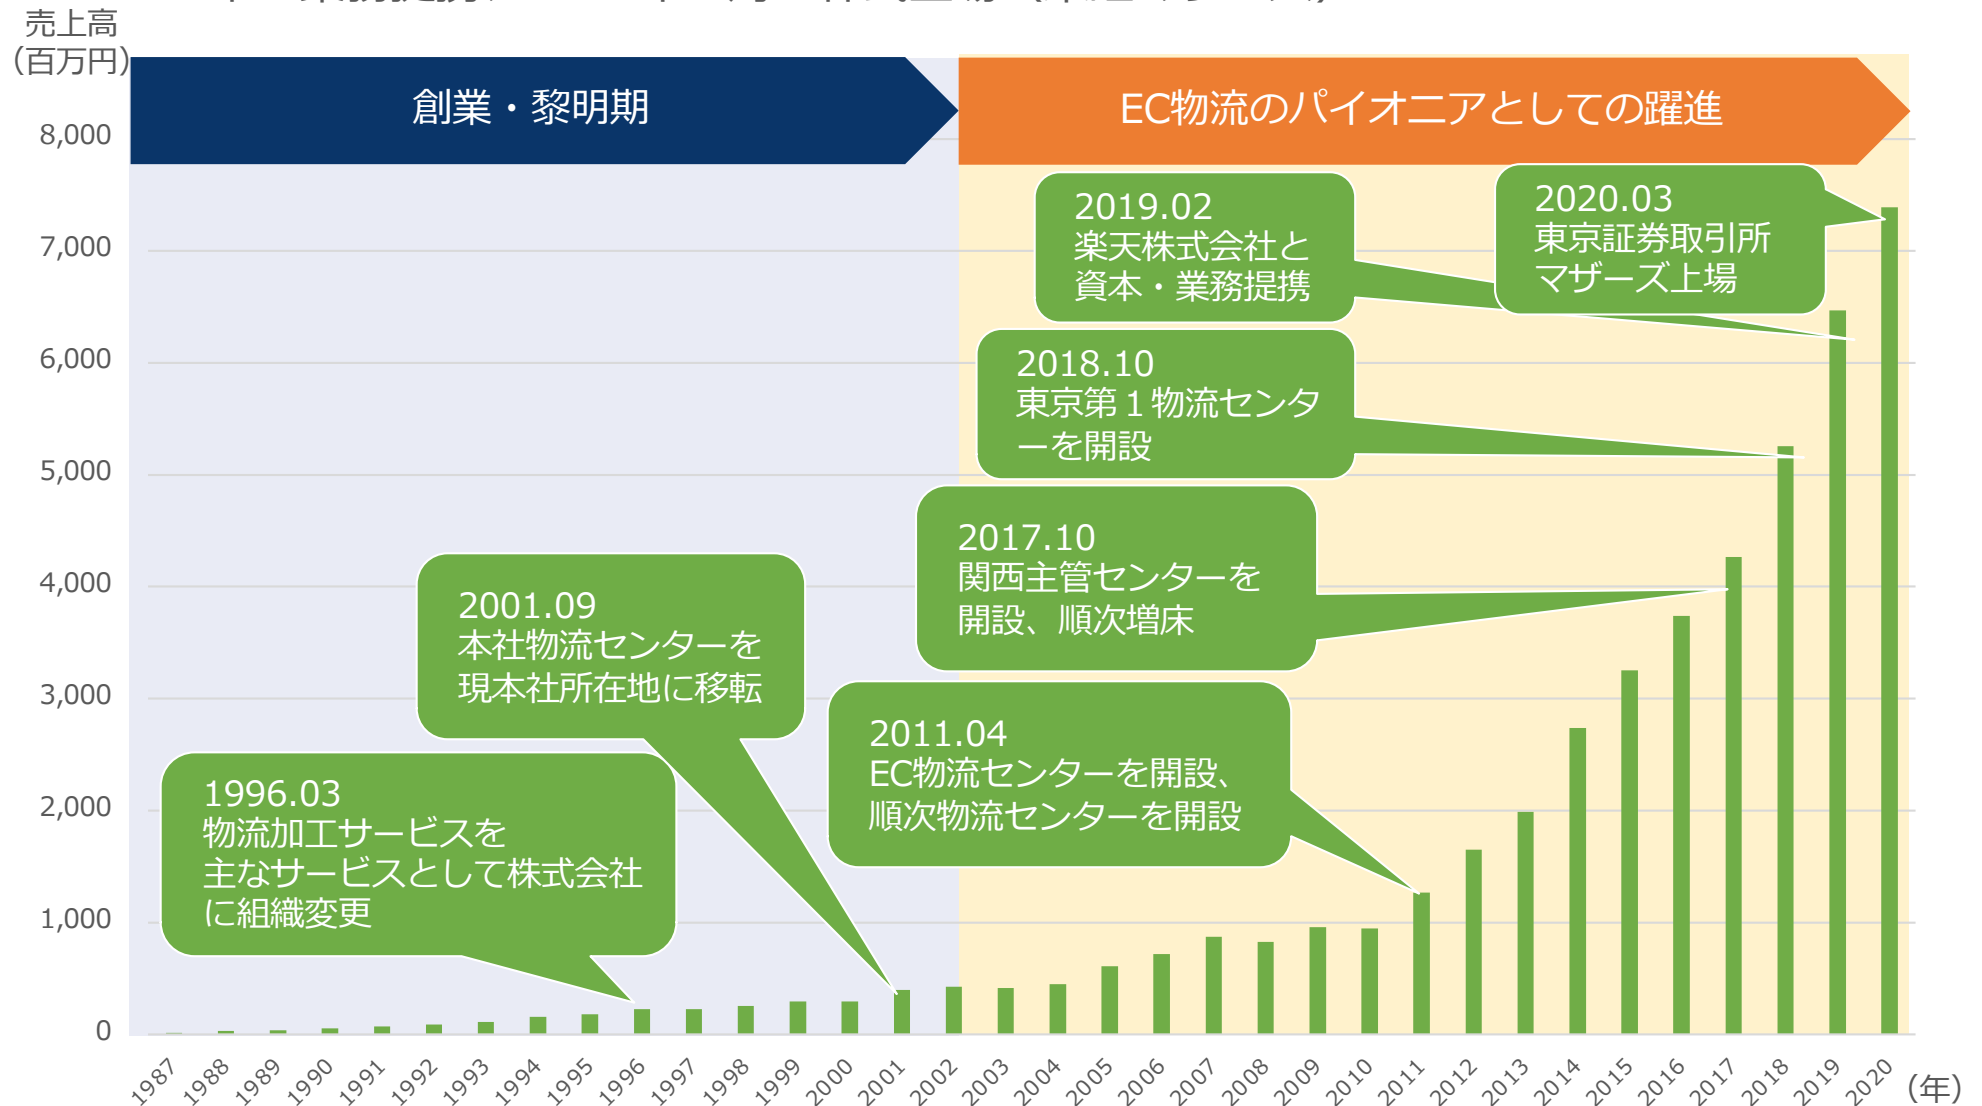 売上高
(百万円)
創業・黎明期
EC物流のパイオニアとしての躍進
8,000
7,000
6,000
5,000
4,000
3,000
2,000
1,000
0
2019.02
楽天株式会社と
資本・業務提携
2020.03
東京証券取引所
マザーズ上場
2018.10
東京第1物流センタ
ーを開設
2017.10
関西主管センターを
開設、順次増床
2001.09
本社物流センターを
現本社所在地に移転
2011.04
EC物流センターを開設、
順次物流センターを開設
1996.03
物流加工サービスを
主なサービスとして株式会社
に組織変更
1987
1988
1989
1990
1991
1992
1993
1994
1995
1996
1997
1998
1999
2000
2001
2002
2003
2004
2005
2006
2007
2008
2009
2010
2011
2012
2013
2014
2015
2016
2017
2018
2019
2020
(年)